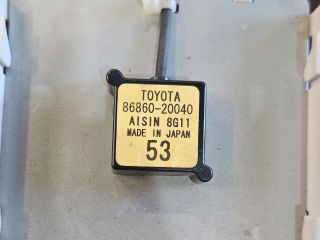 TOYOTA
86860-20040
AISIN 8G11
MADE IN JAPAN
53